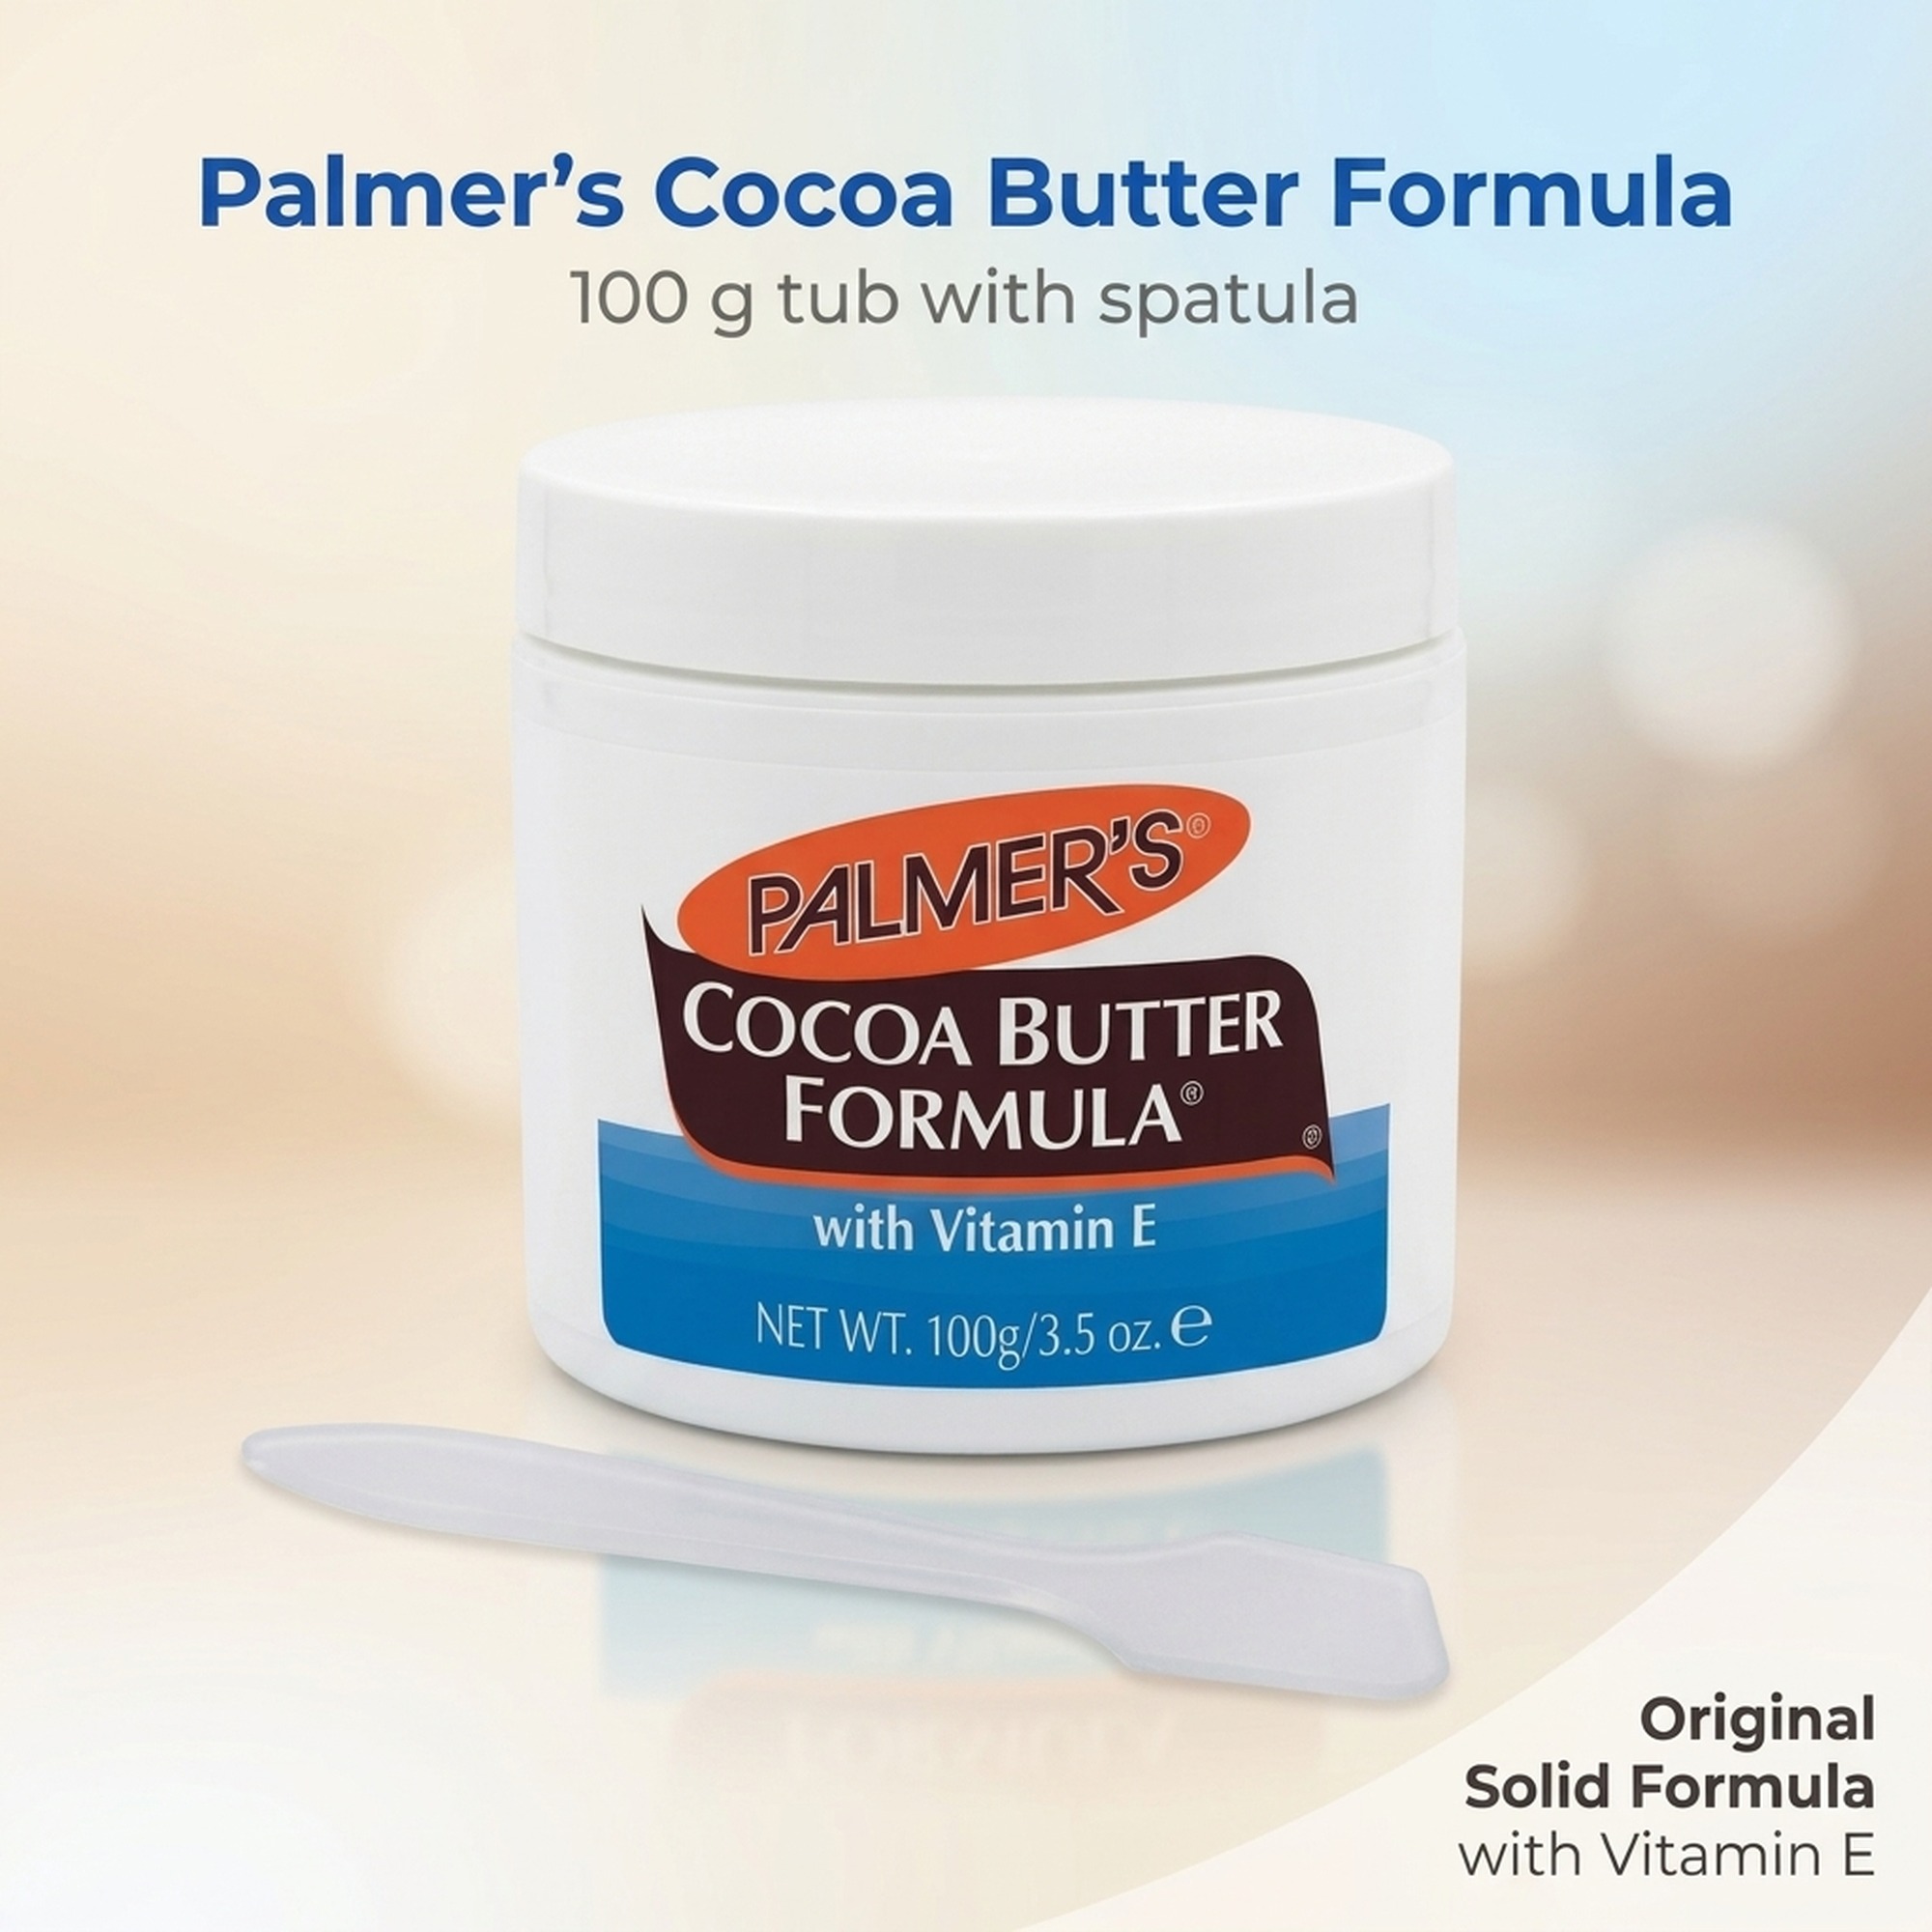 Palmer’s Cocoa Butter Formula
100 g tub with spatula
PALMER’S®
COCOA BUTTER
FORMULA®
®
with Vitamin E
NET WT. 100g/3.5 oz. ℮
Original
Solid Formula
with Vitamin E